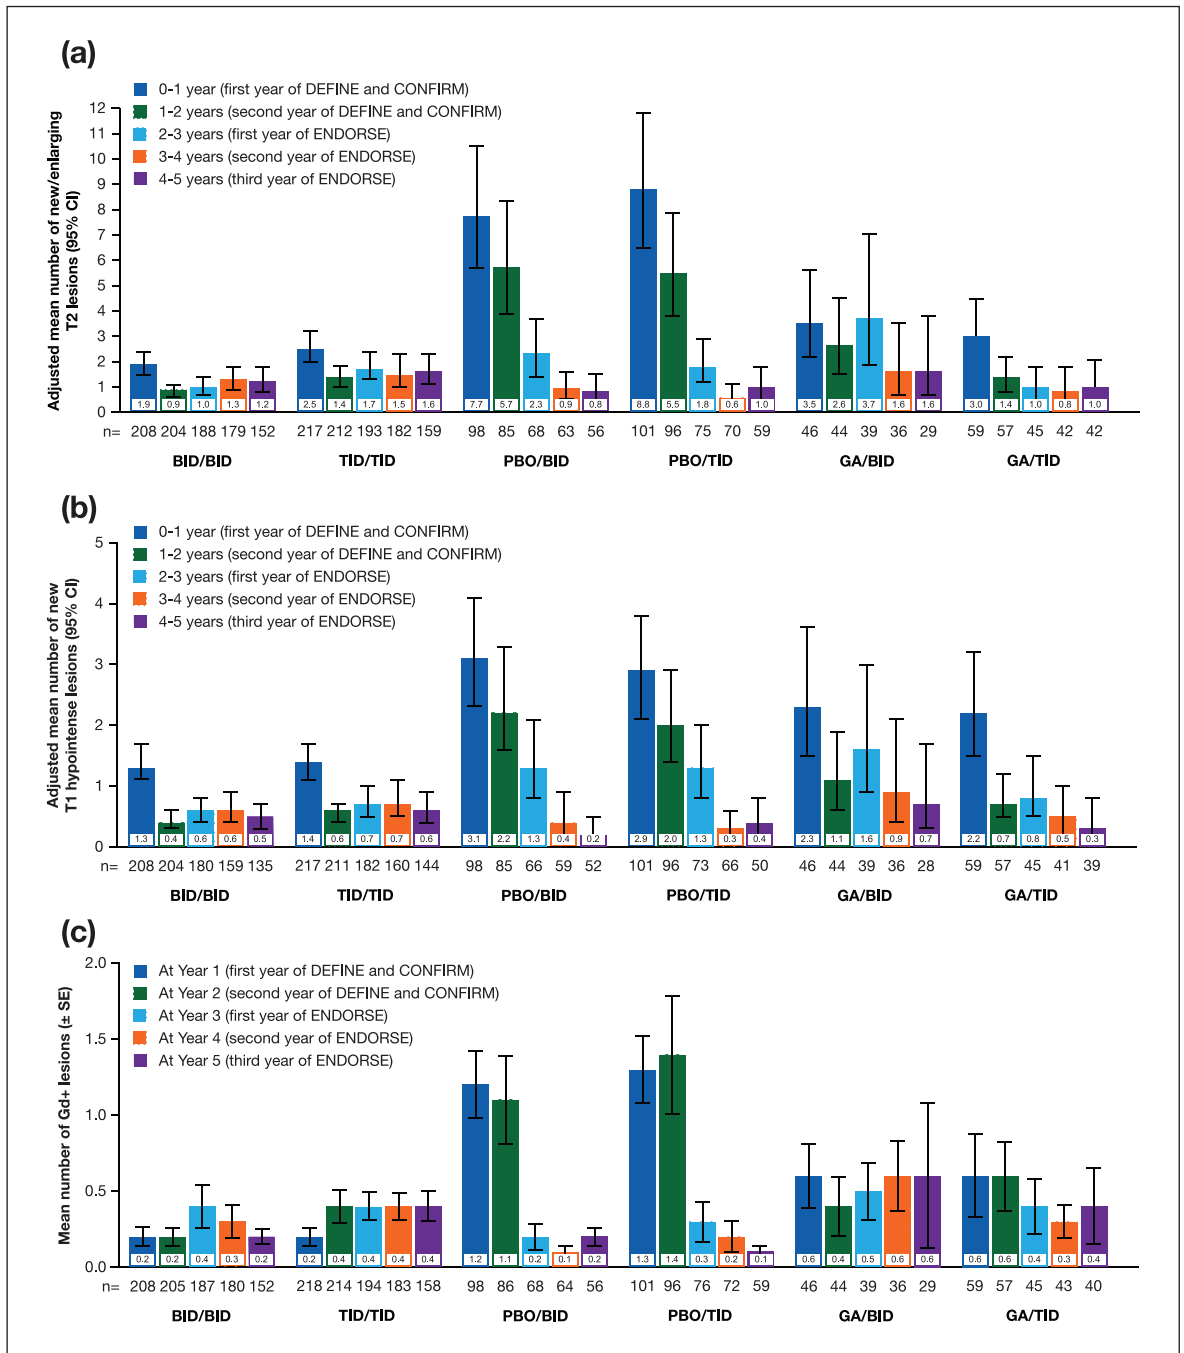 (a)
0-1 year (first year of DEFINE and CONFIRM)
1-2 years (second year of DEFINE and CONFIRM)
2-3 years (first year of ENDORSE)
3-4 years (second year of ENDORSE)
4-5 years (third year of ENDORSE)
Adjusted mean number of new/enlarging
T2 lesions (95% CI)
12
11
10
9
8
7
6
5
4
3
2
1
0
1.9 0.9 1.0 1.3 1.2 2.5 1.4 1.7 1.5 1.6 7.7 5.7 2.3 0.9 0.8 8.8 5.5 1.8 0.6 1.0 3.5 2.6 3.7 1.6 1.6 3.0 1.4 1.0 0.8 1.0
n= 208 204 188 179 152 217 212 193 182 159 98 85 68 63 56 101 96 75 70 59 46 44 39 36 29 59 57 45 42 42
BID/BID TID/TID PBO/BID PBO/TID GA/BID GA/TID
(b)
0-1 year (first year of DEFINE and CONFIRM)
1-2 years (second year of DEFINE and CONFIRM)
2-3 years (first year of ENDORSE)
3-4 years (second year of ENDORSE)
4-5 years (third year of ENDORSE)
Adjusted mean number of new
T1 hypointense lesions (95% CI)
5
4
3
2
1
0
1.3 0.4 0.6 0.6 0.5 1.4 0.6 0.7 0.7 0.6 3.1 2.2 1.3 0.4 0.2 2.9 2.0 1.3 0.3 0.4 2.3 1.1 1.6 0.9 0.7 2.2 0.7 0.8 0.5 0.3
n= 208 204 180 159 135 217 211 182 160 144 98 85 66 59 52 101 96 73 66 50 46 44 39 36 28 59 57 45 41 39
BID/BID TID/TID PBO/BID PBO/TID GA/BID GA/TID
(c)
At Year 1 (first year of DEFINE and CONFIRM)
At Year 2 (second year of DEFINE and CONFIRM)
At Year 3 (first year of ENDORSE)
At Year 4 (second year of ENDORSE)
At Year 5 (third year of ENDORSE)
Mean number of Gd+ lesions (± SE)
2.0
1.5
1.0
0.5
0.0
0.2 0.2 0.4 0.3 0.2 0.2 0.4 0.4 0.4 0.4 1.2 1.1 0.2 0.1 0.2 1.3 1.4 0.3 0.2 0.1 0.6 0.4 0.5 0.6 0.6 0.6 0.6 0.4 0.3 0.4
n= 208 205 187 180 152 218 214 194 183 158 98 86 68 64 56 101 96 76 72 59 46 44 39 36 29 59 57 45 43 40
BID/BID TID/TID PBO/BID PBO/TID GA/BID GA/TID